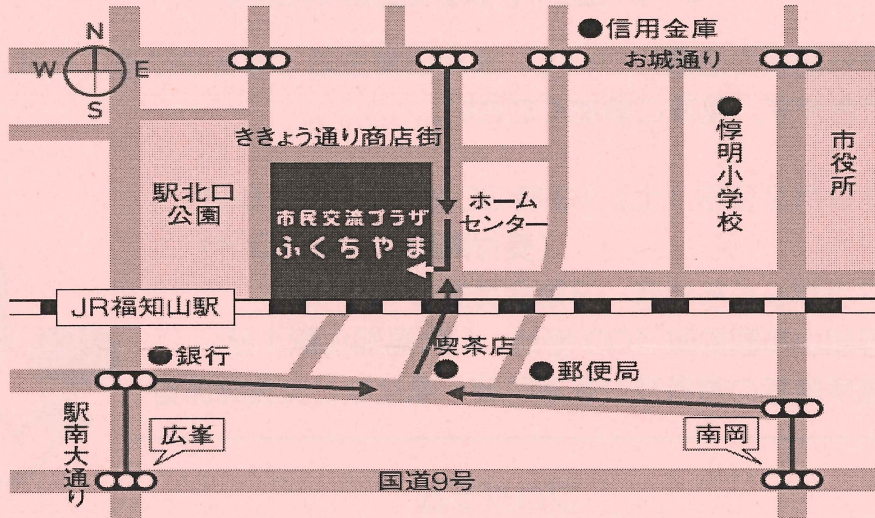 N
W E
S
信用金庫
お城通り
ききょう通り商店街
惇明小学校
市役所
駅北口
公園
市民交流プラザ
ふくちやま
ホーム
センター
JR福知山駅
喫茶店
銀行
郵便局
駅南大通り
広峯
南岡
国道9号